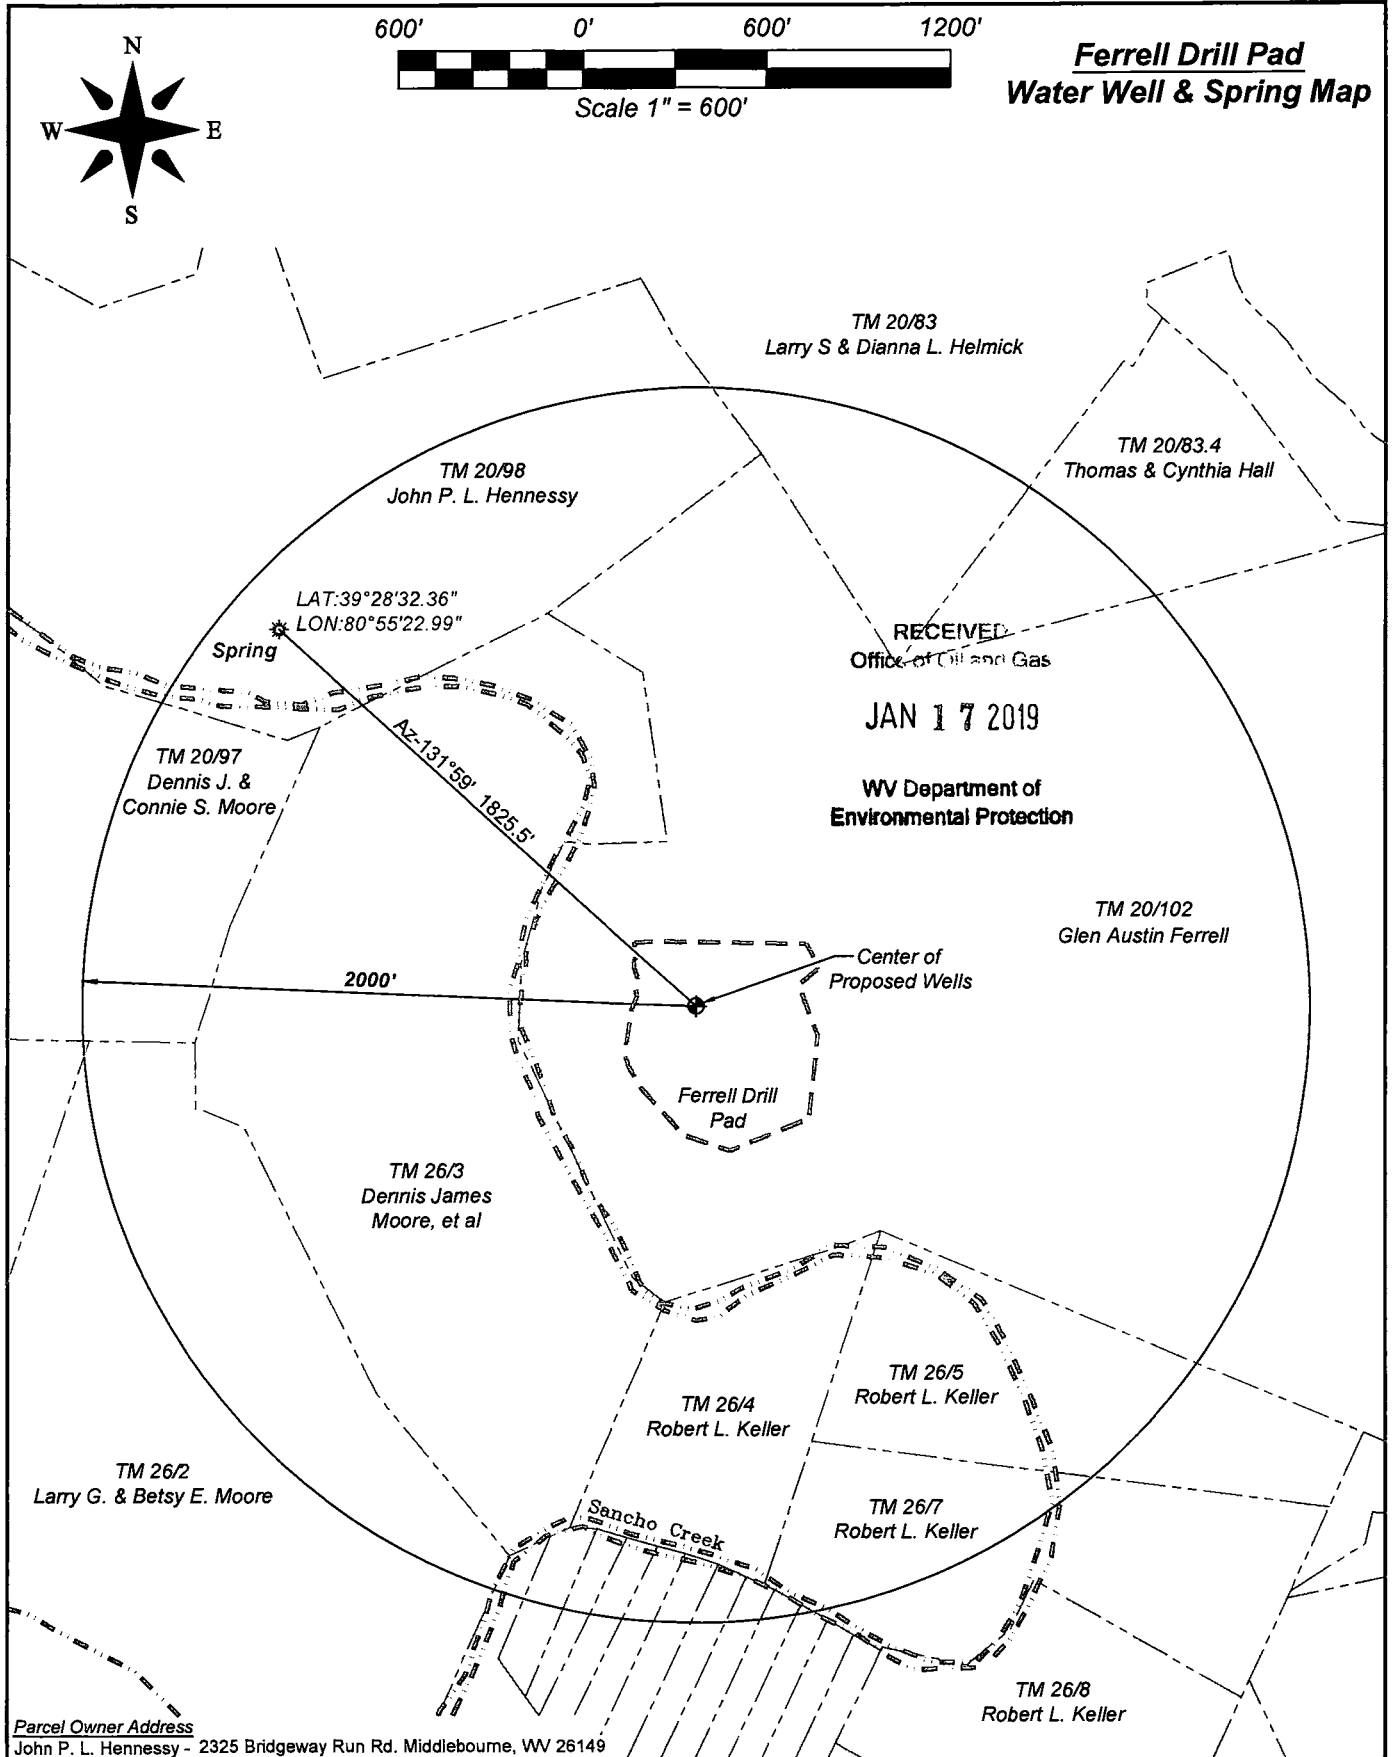 600' 0' 600' 1200'
Scale 1" = 600'
Ferrell Drill Pad
Water Well & Spring Map
N
W E
S
TM 20/83
Larry S & Dianna L. Helmick
TM 20/83.4
Thomas & Cynthia Hall
TM 20/98
John P. L. Hennessy
LAT:39°28'32.36"
LON:80°55'22.99"
Spring
RECEIVED
Office of Oil and Gas
JAN 17 2019
WV Department of
Environmental Protection
Az-131°59' 1825.5'
TM 20/97
Dennis J. &
Connie S. Moore
TM 20/102
Glen Austin Ferrell
Center of
Proposed Wells
2000'
Ferrell Drill
Pad
TM 26/3
Dennis James
Moore, et al
TM 26/5
Robert L. Keller
TM 26/4
Robert L. Keller
TM 26/2
Larry G. & Betsy E. Moore
TM 26/7
Robert L. Keller
Sancho Creek
TM 26/8
Robert L. Keller
Parcel Owner Address
John P. L. Hennessy - 2325 Bridgeway Run Rd. Middlebourne, WV 26149